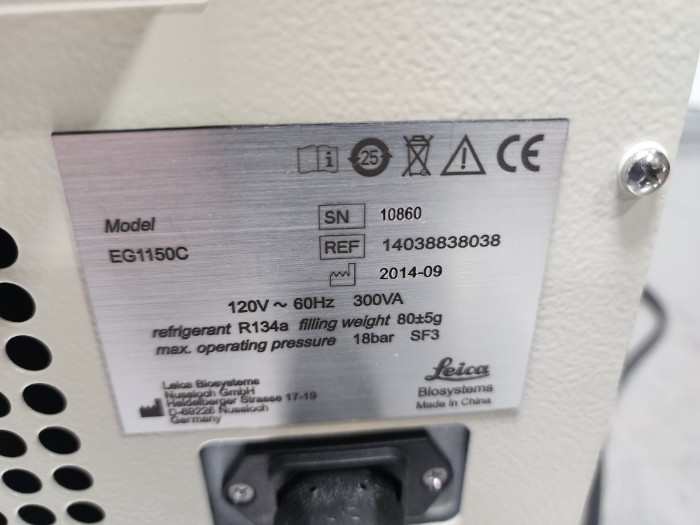 25
CE
Model
EG1150C
SN 10860
REF 14038838038
2014-09
120V ~ 60Hz 300VA
refrigerant R134a filling weight 80±5g
max. operating pressure 18bar SF3
Leica
Biosystems
Made in China
Leica Biosystems
Nussloch GmbH
Heidelberger Strasse 17-19
D-69226 Nussloch
Germany